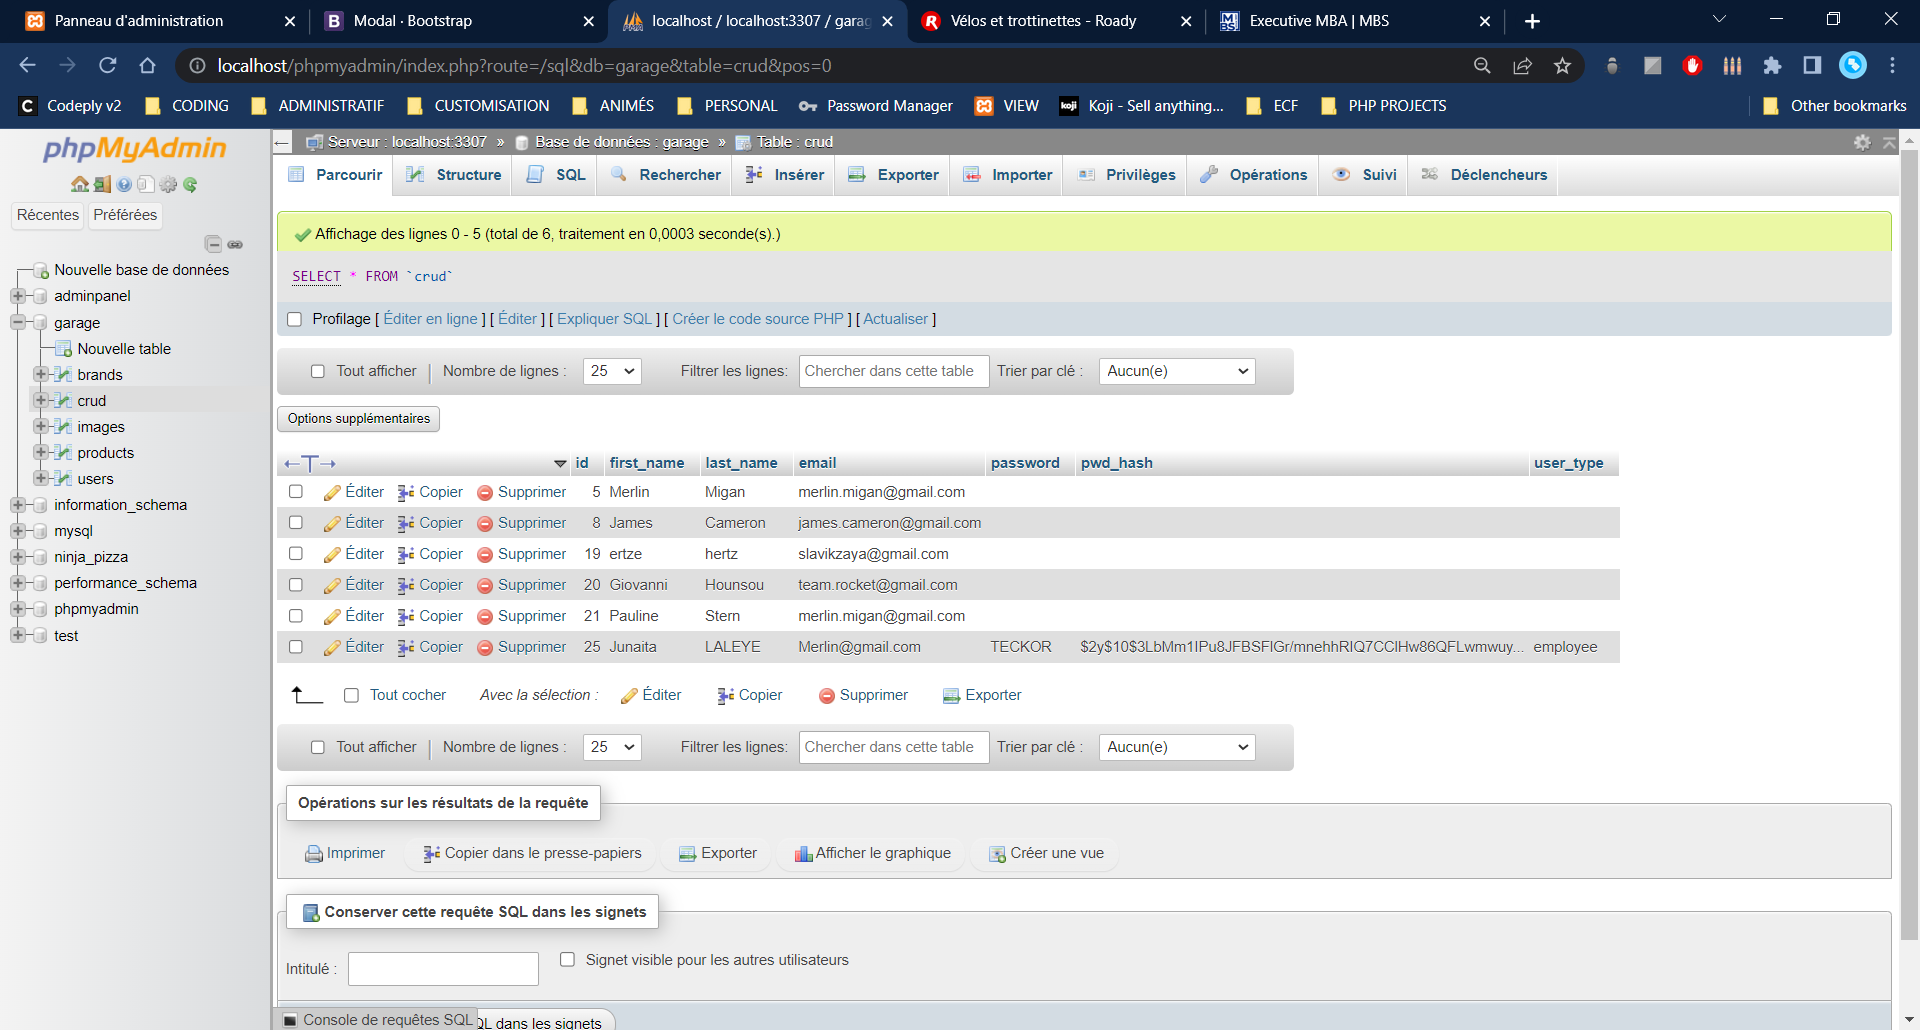 Panneau d'administration
Modal · Bootstrap
localhost / localhost:3307 / garag
Vélos et trottinettes - Roady
Executive MBA | MBS
localhost/phpmyadmin/index.php?route=/sql&db=garage&table=crud&pos=0
Codeply v2 CODING ADMINISTRATIF CUSTOMISATION ANIMÉS PERSONAL Password Manager VIEW Koji - Sell anything... ECF PHP PROJECTS Other bookmarks
phpMyAdmin
Récentes Préférées
Nouvelle base de données
adminpanel
garage
Nouvelle table
brands
crud
images
products
users
information_schema
mysql
ninja_pizza
performance_schema
phpmyadmin
test
Serveur : localhost:3307 » Base de données : garage » Table : crud
Parcourir Structure SQL Rechercher Insérer Exporter Importer Privilèges Opérations Suivi Déclencheurs
Affichage des lignes 0 - 5 (total de 6, traitement en 0,0003 seconde(s).)
SELECT * FROM `crud`
Profilage [ Éditer en ligne ] [ Éditer ] [ Expliquer SQL ] [ Créer le code source PHP ] [ Actualiser ]
Tout afficher | Nombre de lignes : 25 Filtrer les lignes: Chercher dans cette table Trier par clé : Aucun(e)
Options supplémentaires
←T→ id first_name last_name email password pwd_hash user_type
Éditer Copier Supprimer 5 Merlin Migan merlin.migan@gmail.com
Éditer Copier Supprimer 8 James Cameron james.cameron@gmail.com
Éditer Copier Supprimer 19 ertze hertz slavikzaya@gmail.com
Éditer Copier Supprimer 20 Giovanni Hounsou team.rocket@gmail.com
Éditer Copier Supprimer 21 Pauline Stern merlin.migan@gmail.com
Éditer Copier Supprimer 25 Junaita LALEYE Merlin@gmail.com TECKOR employee
Tout cocher Avec la sélection : Éditer Copier Supprimer Exporter
Tout afficher | Nombre de lignes : 25 Filtrer les lignes: Chercher dans cette table Trier par clé : Aucun(e)
Opérations sur les résultats de la requête
Imprimer Copier dans le presse-papiers Exporter Afficher le graphique Créer une vue
Conserver cette requête SQL dans les signets
Intitulé : Signet visible pour les autres utilisateurs
Console de requêtes SQL
QL dans les signets